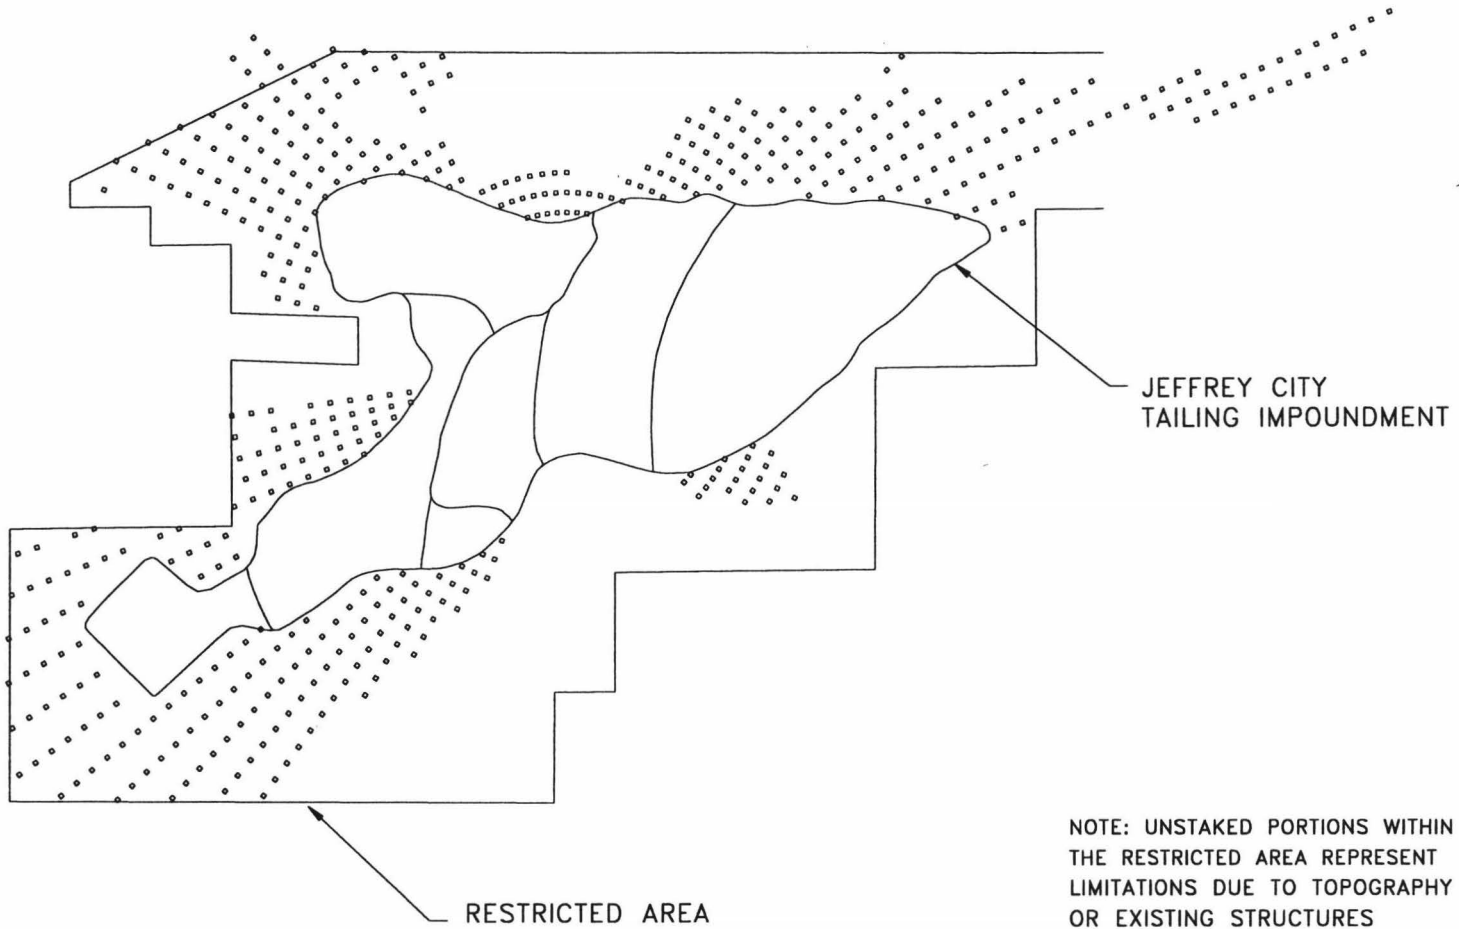 JEFFREY CITY
TAILING IMPOUNDMENT
RESTRICTED AREA
NOTE: UNSTAKED PORTIONS WITHIN
THE RESTRICTED AREA REPRESENT
LIMITATIONS DUE TO TOPOGRAPHY
OR EXISTING STRUCTURES